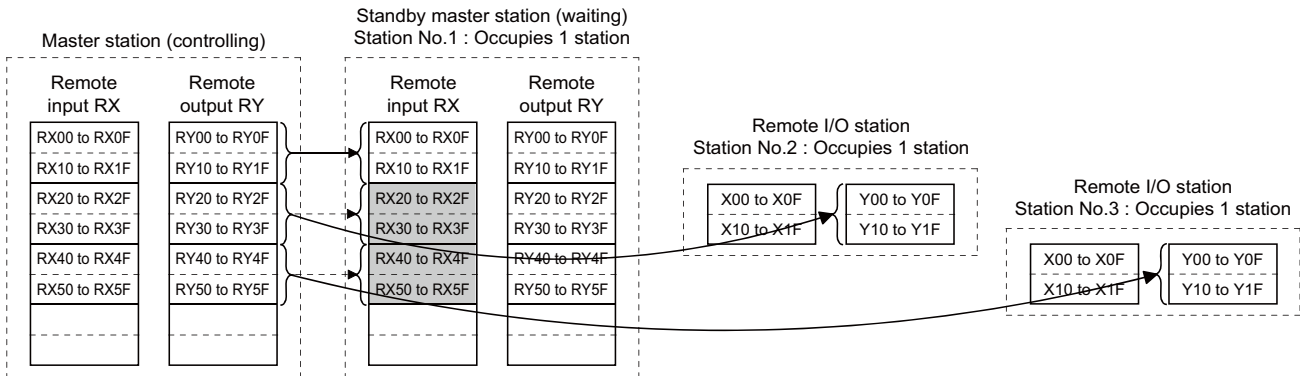 Master station (controlling)
Remote
input RX
Remote
output RY
RX00 to RX0F
RX10 to RX1F
RX20 to RX2F
RX30 to RX3F
RX40 to RX4F
RX50 to RX5F
RY00 to RY0F
RY10 to RY1F
RY20 to RY2F
RY30 to RY3F
RY40 to RY4F
RY50 to RY5F
Standby master station (waiting)
Station No.1 : Occupies 1 station
Remote
input RX
Remote
output RY
RX00 to RX0F
RX10 to RX1F
RX20 to RX2F
RX30 to RX3F
RX40 to RX4F
RX50 to RX5F
RY00 to RY0F
RY10 to RY1F
RY20 to RY2F
RY30 to RY3F
RY40 to RY4F
RY50 to RY5F
Remote I/O station
Station No.2 : Occupies 1 station
X00 to X0F
X10 to X1F
Y00 to Y0F
Y10 to Y1F
Remote I/O station
Station No.3 : Occupies 1 station
X00 to X0F
X10 to X1F
Y00 to Y0F
Y10 to Y1F